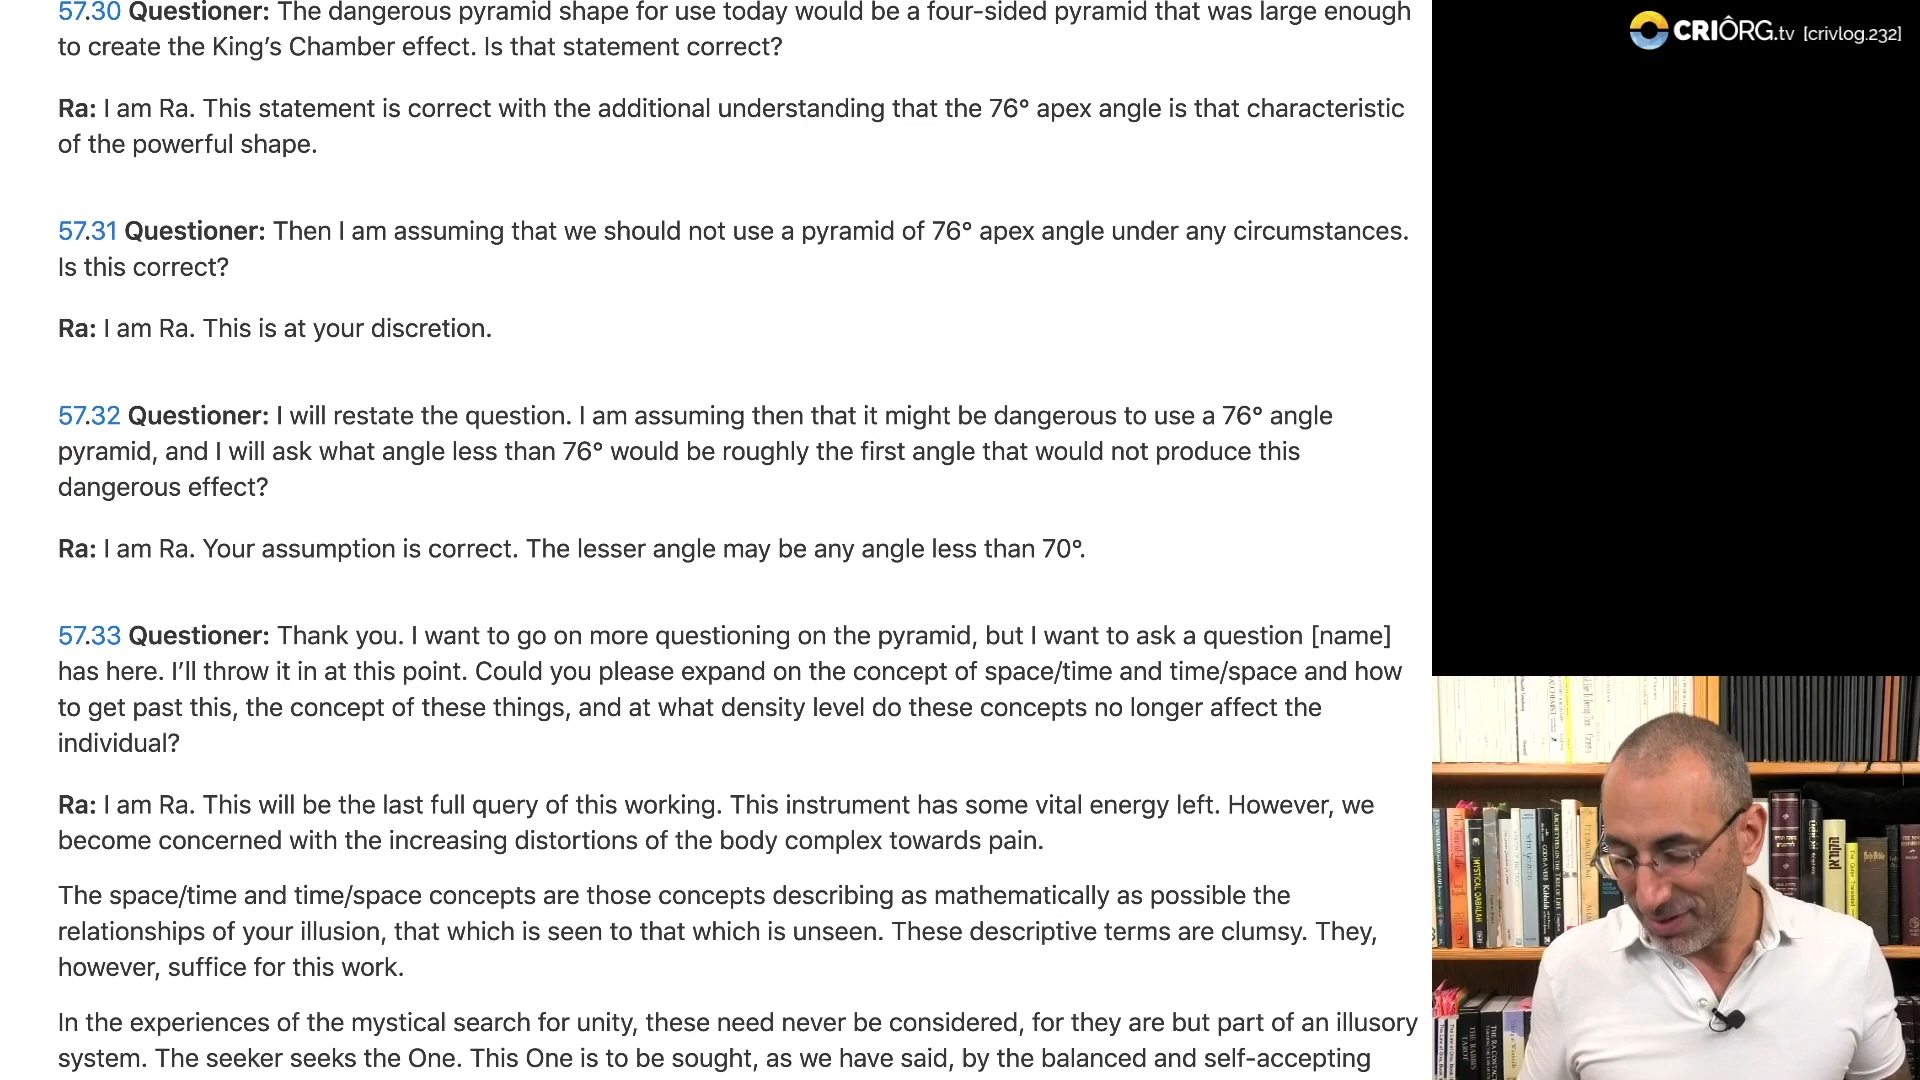 57.30 Questioner: The dangerous pyramid shape for use today would be a four-sided pyramid that was large enough
to create the King’s Chamber effect. Is that statement correct?
Ra: I am Ra. This statement is correct with the additional understanding that the 76° apex angle is that characteristic
of the powerful shape.
57.31 Questioner: Then I am assuming that we should not use a pyramid of 76° apex angle under any circumstances.
Is this correct?
Ra: I am Ra. This is at your discretion.
57.32 Questioner: I will restate the question. I am assuming then that it might be dangerous to use a 76° angle
pyramid, and I will ask what angle less than 76° would be roughly the first angle that would not produce this
dangerous effect?
Ra: I am Ra. Your assumption is correct. The lesser angle may be any angle less than 70°.
57.33 Questioner: Thank you. I want to go on more questioning on the pyramid, but I want to ask a question [name]
has here. I’ll throw it in at this point. Could you please expand on the concept of space/time and time/space and how
to get past this, the concept of these things, and at what density level do these concepts no longer affect the
individual?
Ra: I am Ra. This will be the last full query of this working. This instrument has some vital energy left. However, we
become concerned with the increasing distortions of the body complex towards pain.
The space/time and time/space concepts are those concepts describing as mathematically as possible the
relationships of your illusion, that which is seen to that which is unseen. These descriptive terms are clumsy. They,
however, suffice for this work.
In the experiences of the mystical search for unity, these need never be considered, for they are but part of an illusory
system. The seeker seeks the One. This One is to be sought, as we have said, by the balanced and self-accepting
CRIÔRG.tv [crivlog.232]
MYSTICAL QABALAH
THE RA CONTACT